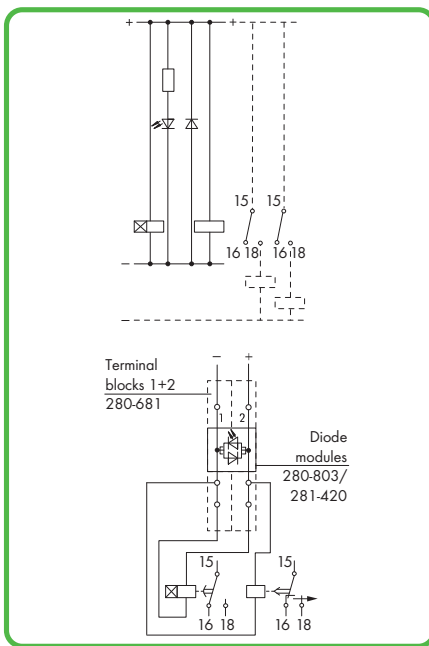 + +
15 15
16 18 16 18
–
–
– +
Terminal
blocks 1+2
280-681
1 2
Diode
modules
280-803/
281-420
15 15
16 18 16 18